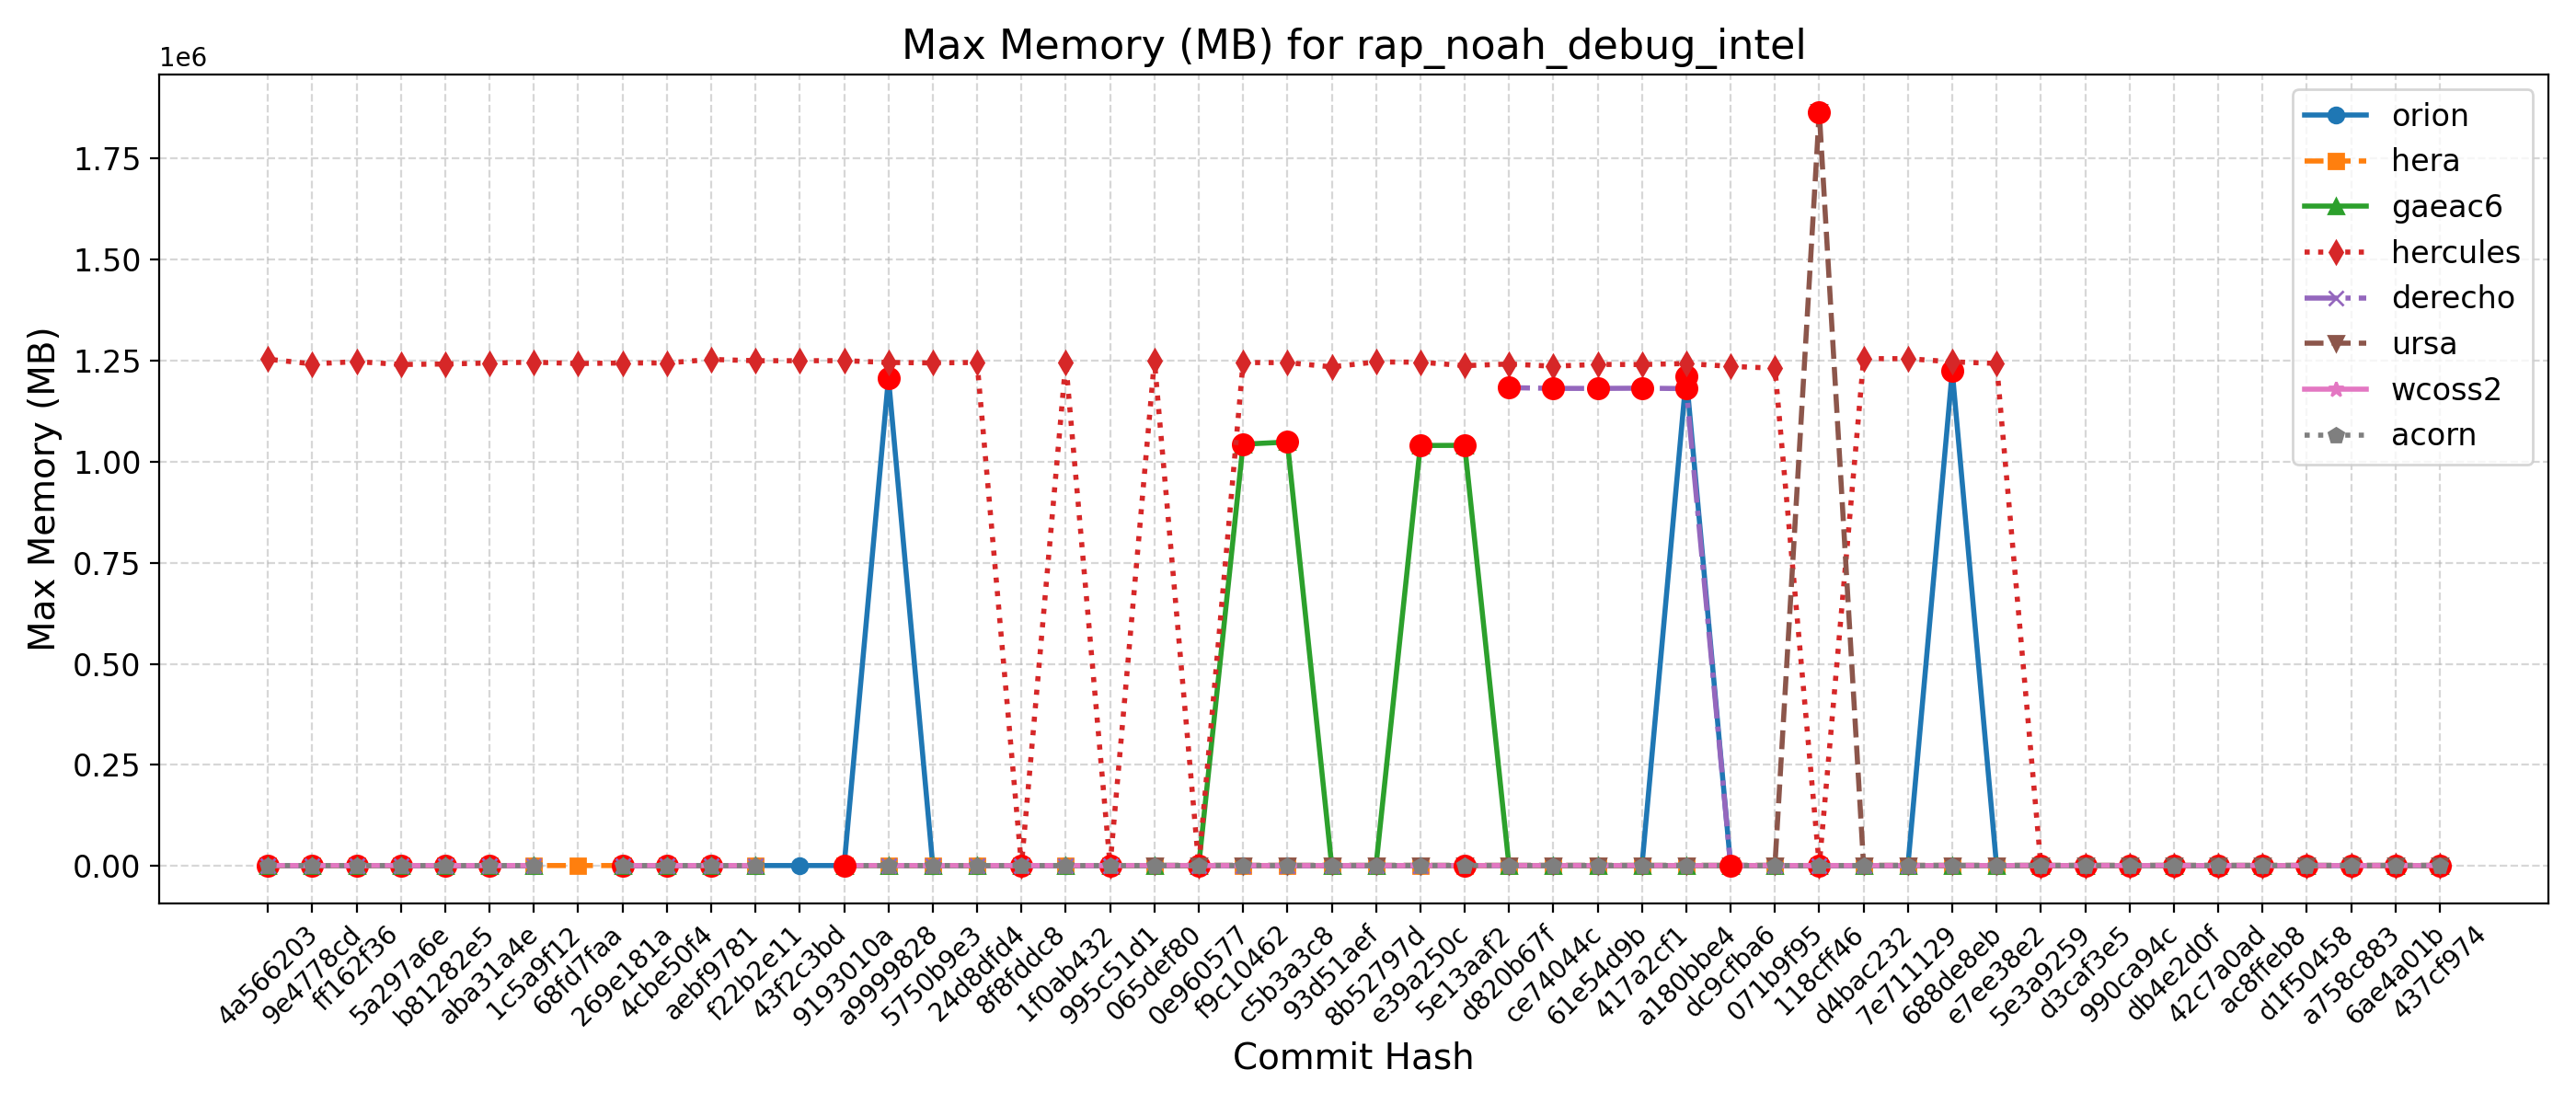 Max Memory (MB) for rap_noah_debug_intel
1e6
1.75
1.50
1.25
1.00
0.75
0.50
0.25
0.00
Max Memory (MB)
orion
hera
gaeac6
hercules
derecho
ursa
wcoss2
acorn
4a566203
9e4778cd
ff162f36
5a297a6e
b81282e5
aba31a4e
1c5a9f12
68fd7faa
269e181a
4cbe50f4
aebf9781
f22b2e11
43f2c3bd
9193010a
a9999828
5750b9e3
24d8dfd4
8f8fddc8
1f0ab432
995c51d1
065def80
0e960577
f9c10462
c5b3a3c8
93d51aef
8b52797d
e39a250c
5e13aaf2
d820b67f
ce74044c
61e54d9b
417a2cf1
a180bbe4
dc9cfba6
071b9f95
118cff46
d4bac232
7e711129
688de8eb
e7ee38e2
5e3a9259
d3caf3e5
990ca94c
db4e2d0f
42c7a0ad
ac8ffeb8
d1f50458
a758c883
6ae4a01b
437cf974
Commit Hash